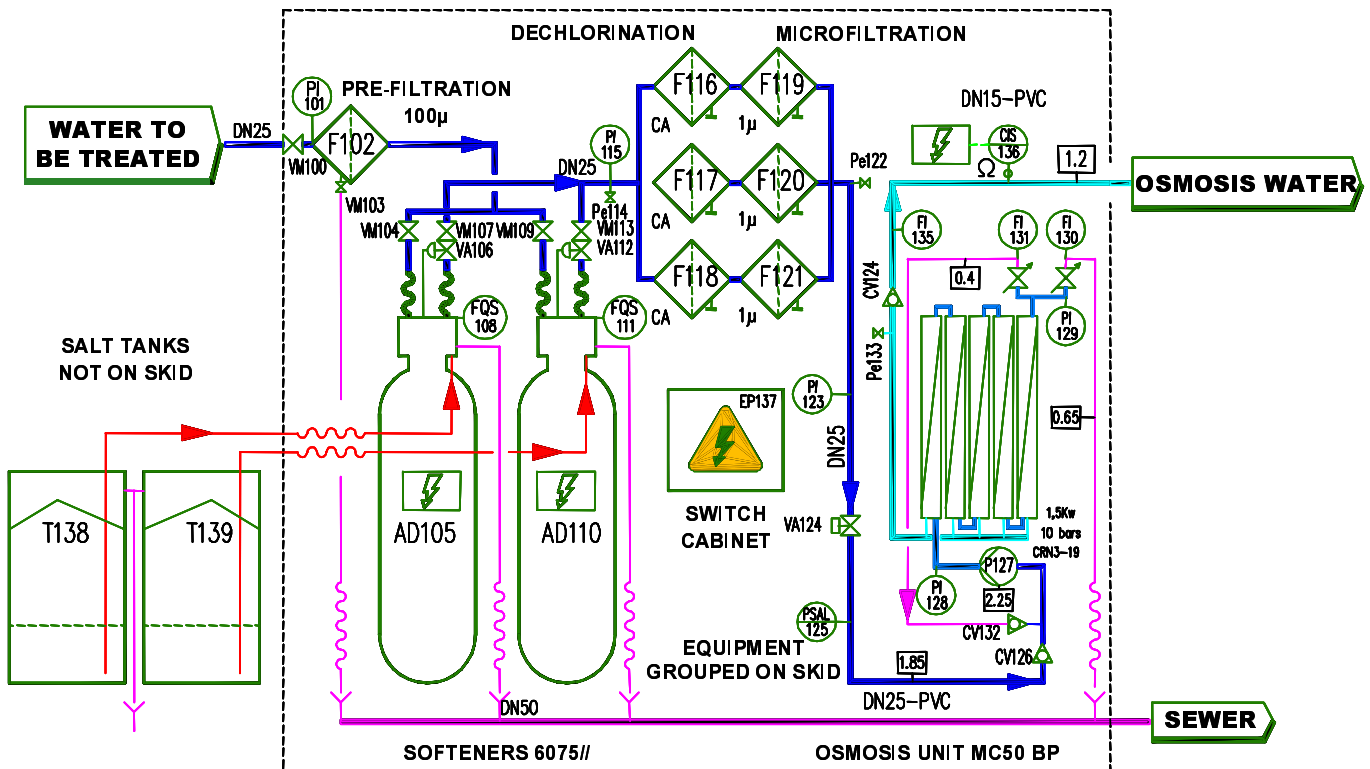 DECHLORINATION
MICROFILTRATION
PI
101
PRE-FILTRATION
100µ
WATER TO
BE TREATED
DN25
VM100
F102
VM103
F116
CA
F119
1µ
F117
CA
F120
1µ
F118
CA
F121
1µ
PI
115
DN25
Pe114
VM104
VM107
VA106
VM109
VM113
VA112
Pe122
DN15-PVC
CIS
136
Ω
1.2
OSMOSIS WATER
FI
135
FI
131
FI
130
0.4
CV124
PI
129
Pe133
FQS
108
FQS
111
SALT TANKS
NOT ON SKID
PI
123
EP137
DN25
0.65
T138
T139
AD105
AD110
SWITCH
CABINET
VA124
1,5Kw
10 bars
CRN3-19
P127
2.25
PI
128
PSAL
125
CV132
CV126
EQUIPMENT
GROUPED ON SKID
1.85
DN25-PVC
DN50
SEWER
SOFTENERS 6075//
OSMOSIS UNIT MC50 BP